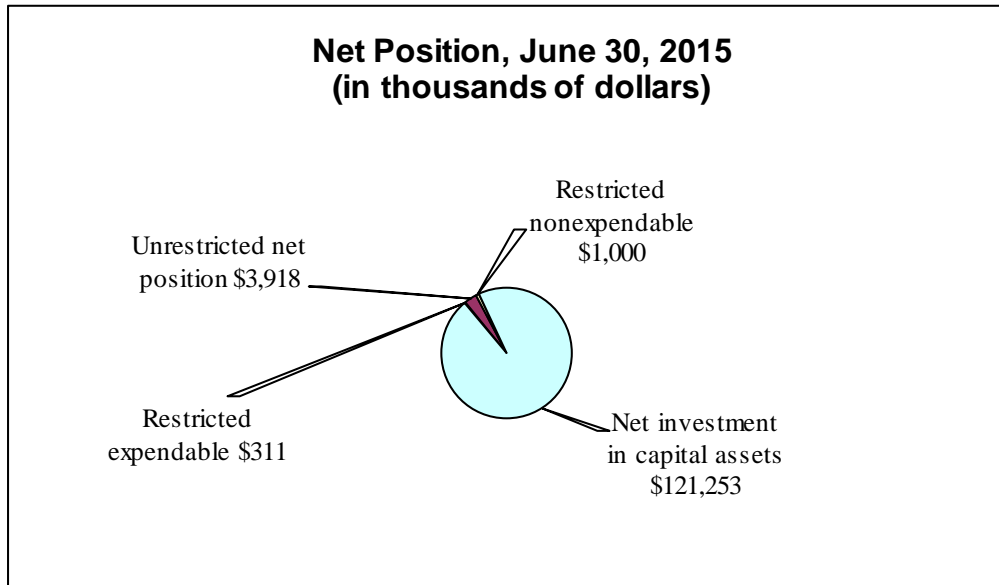 Net Position, June 30, 2015
(in thousands of dollars)
Restricted
nonexpendable
$1,000
Unrestricted net
position $3,918
Restricted
expendable $311
Net investment
in capital assets
$121,253